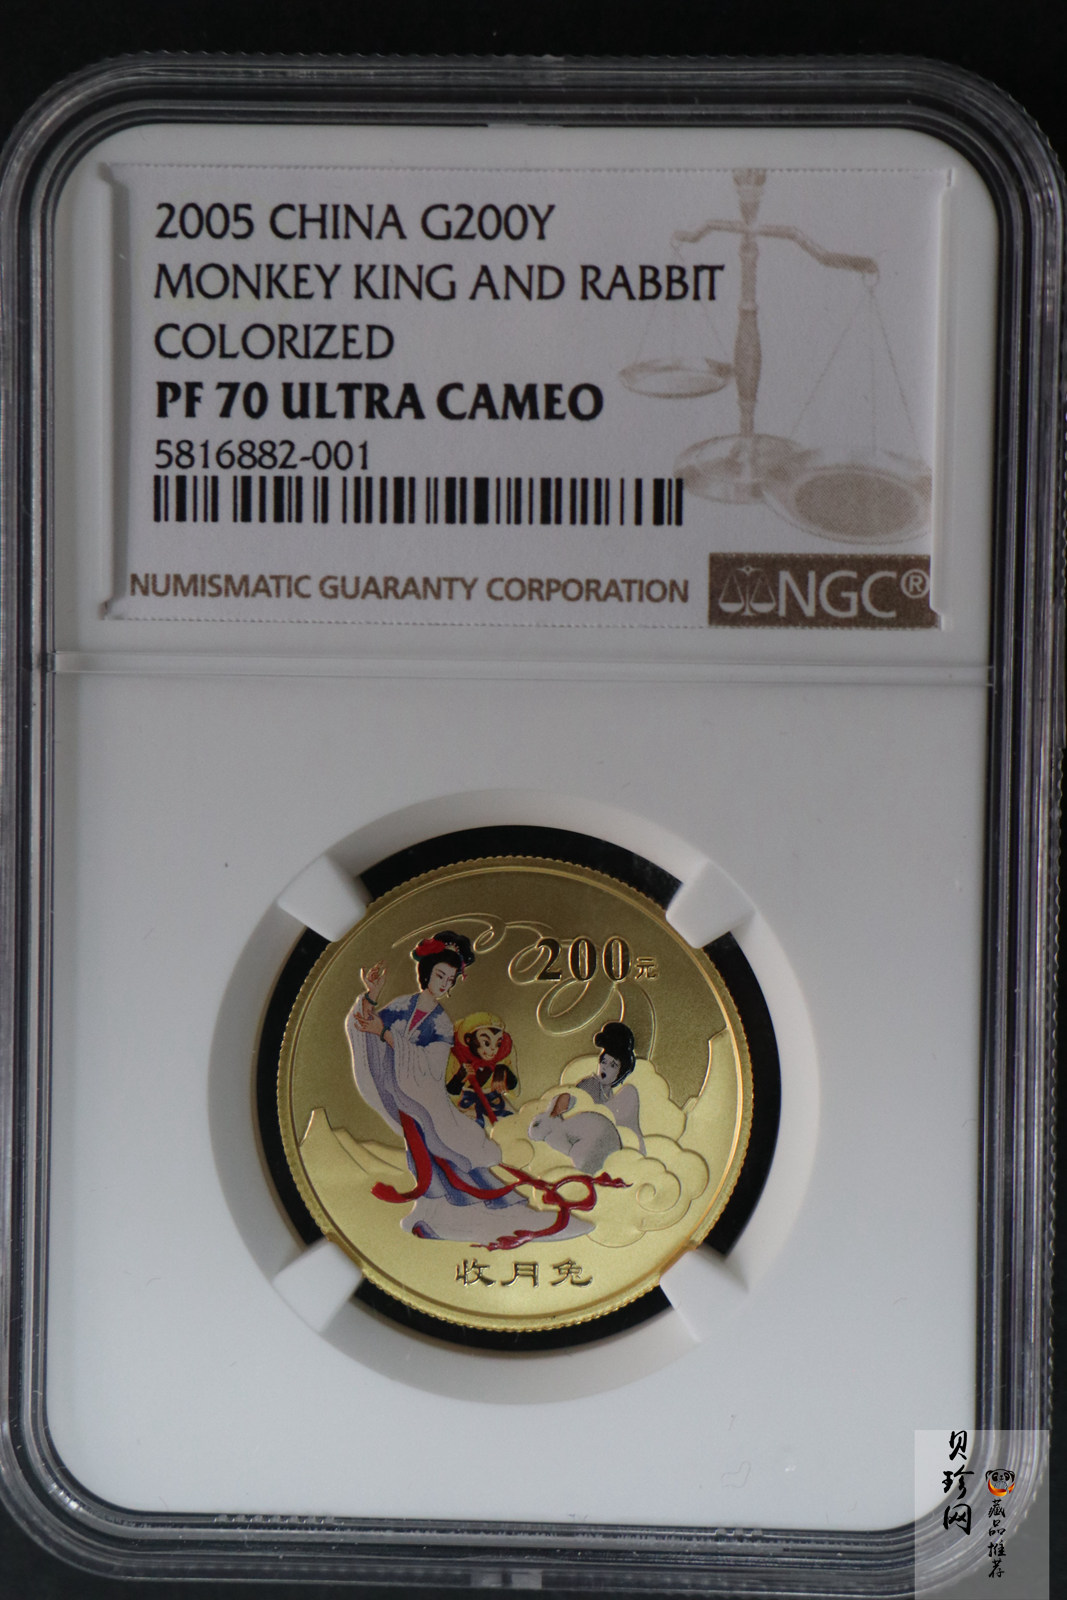 2005 CHINA G200Y
MONKEY KING AND RABBIT
COLORIZED
PF 70 ULTRA CAMEO
5816882-001
NUMISMATIC GUARANTY CORPORATION
NGC®
200元
收月兔
贝珍网
藏品推荐